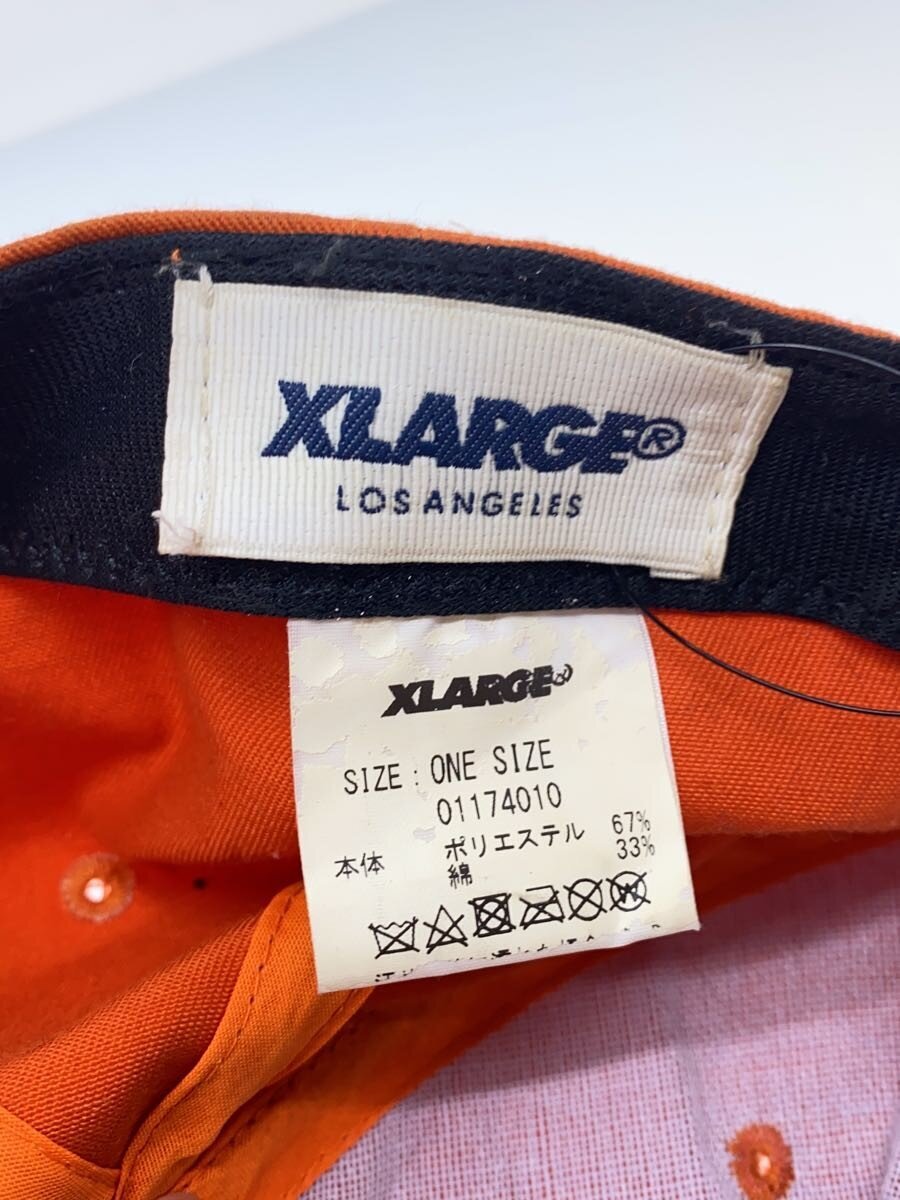 XLARGE®
LOS ANGELES
XLARGE®
SIZE : ONE SIZE
01174010
本体 ポリエステル 67%
綿 33%